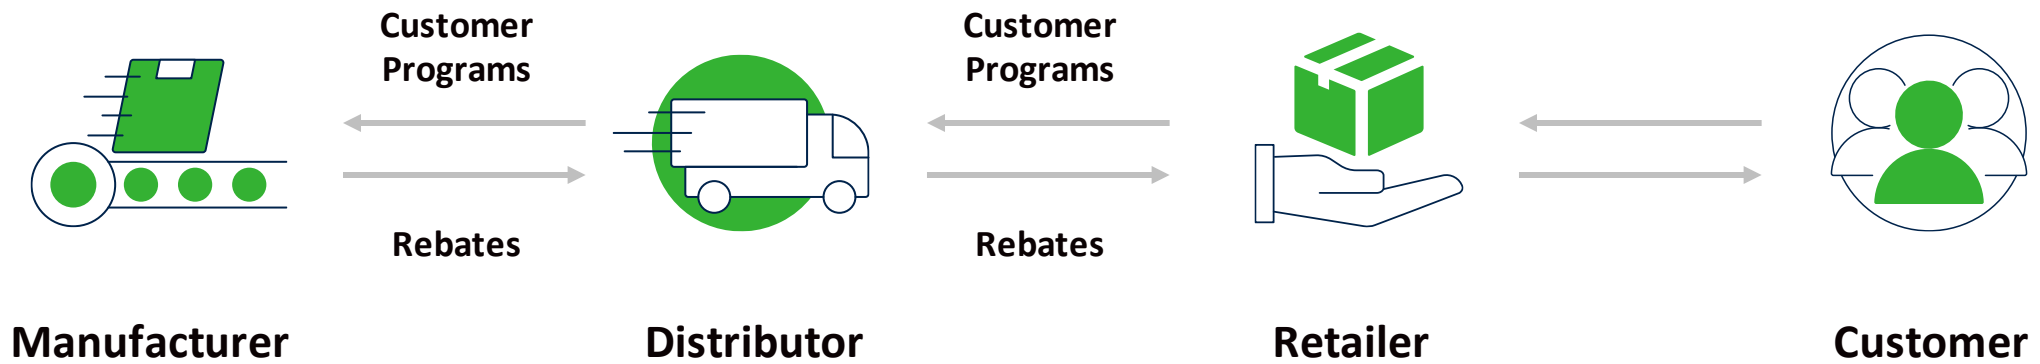 Customer
Programs
Customer
Programs
Rebates
Rebates
Manufacturer
Distributor
Retailer
Customer